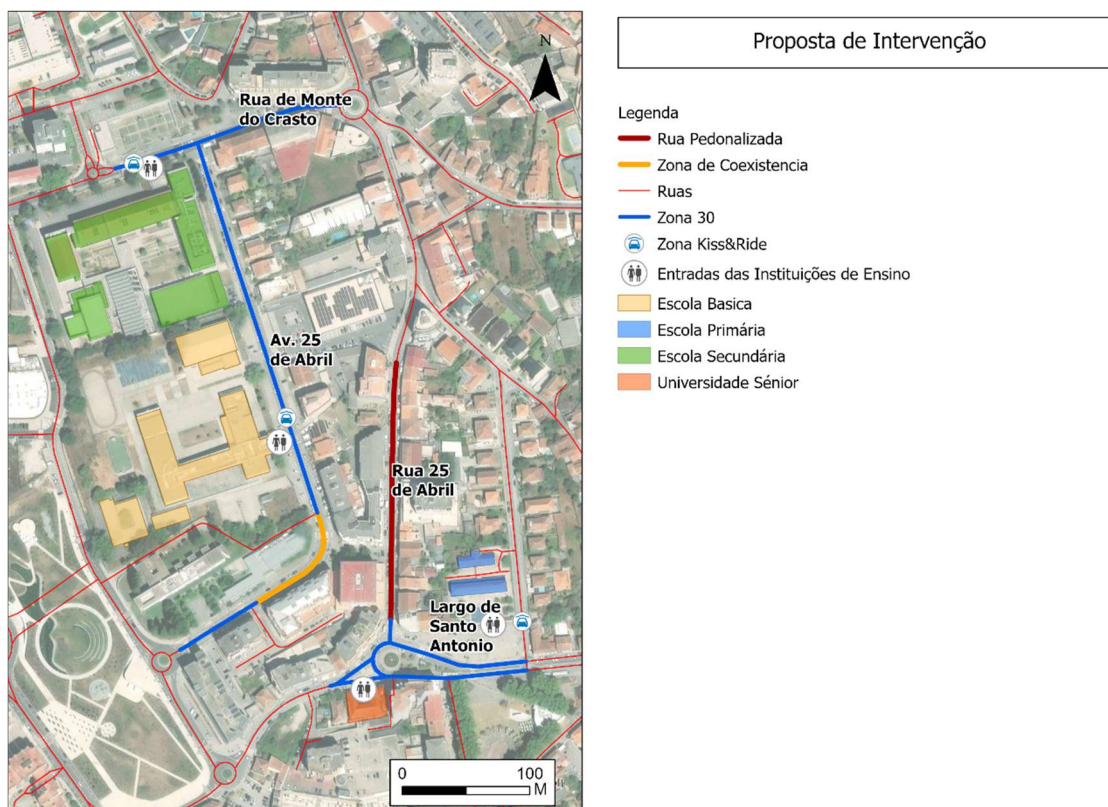 N
Rua de Monte
do Crasto
Av. 25
de Abril
Rua 25
de Abril
Largo de
Santo
Antonio
0 100
M
Proposta de Intervenção
Legenda
Rua Pedonalizada
Zona de Coexistencia
Ruas
Zona 30
Zona Kiss&Ride
Entradas das Instituições de Ensino
Escola Basica
Escola Primária
Escola Secundária
Universidade Sénior